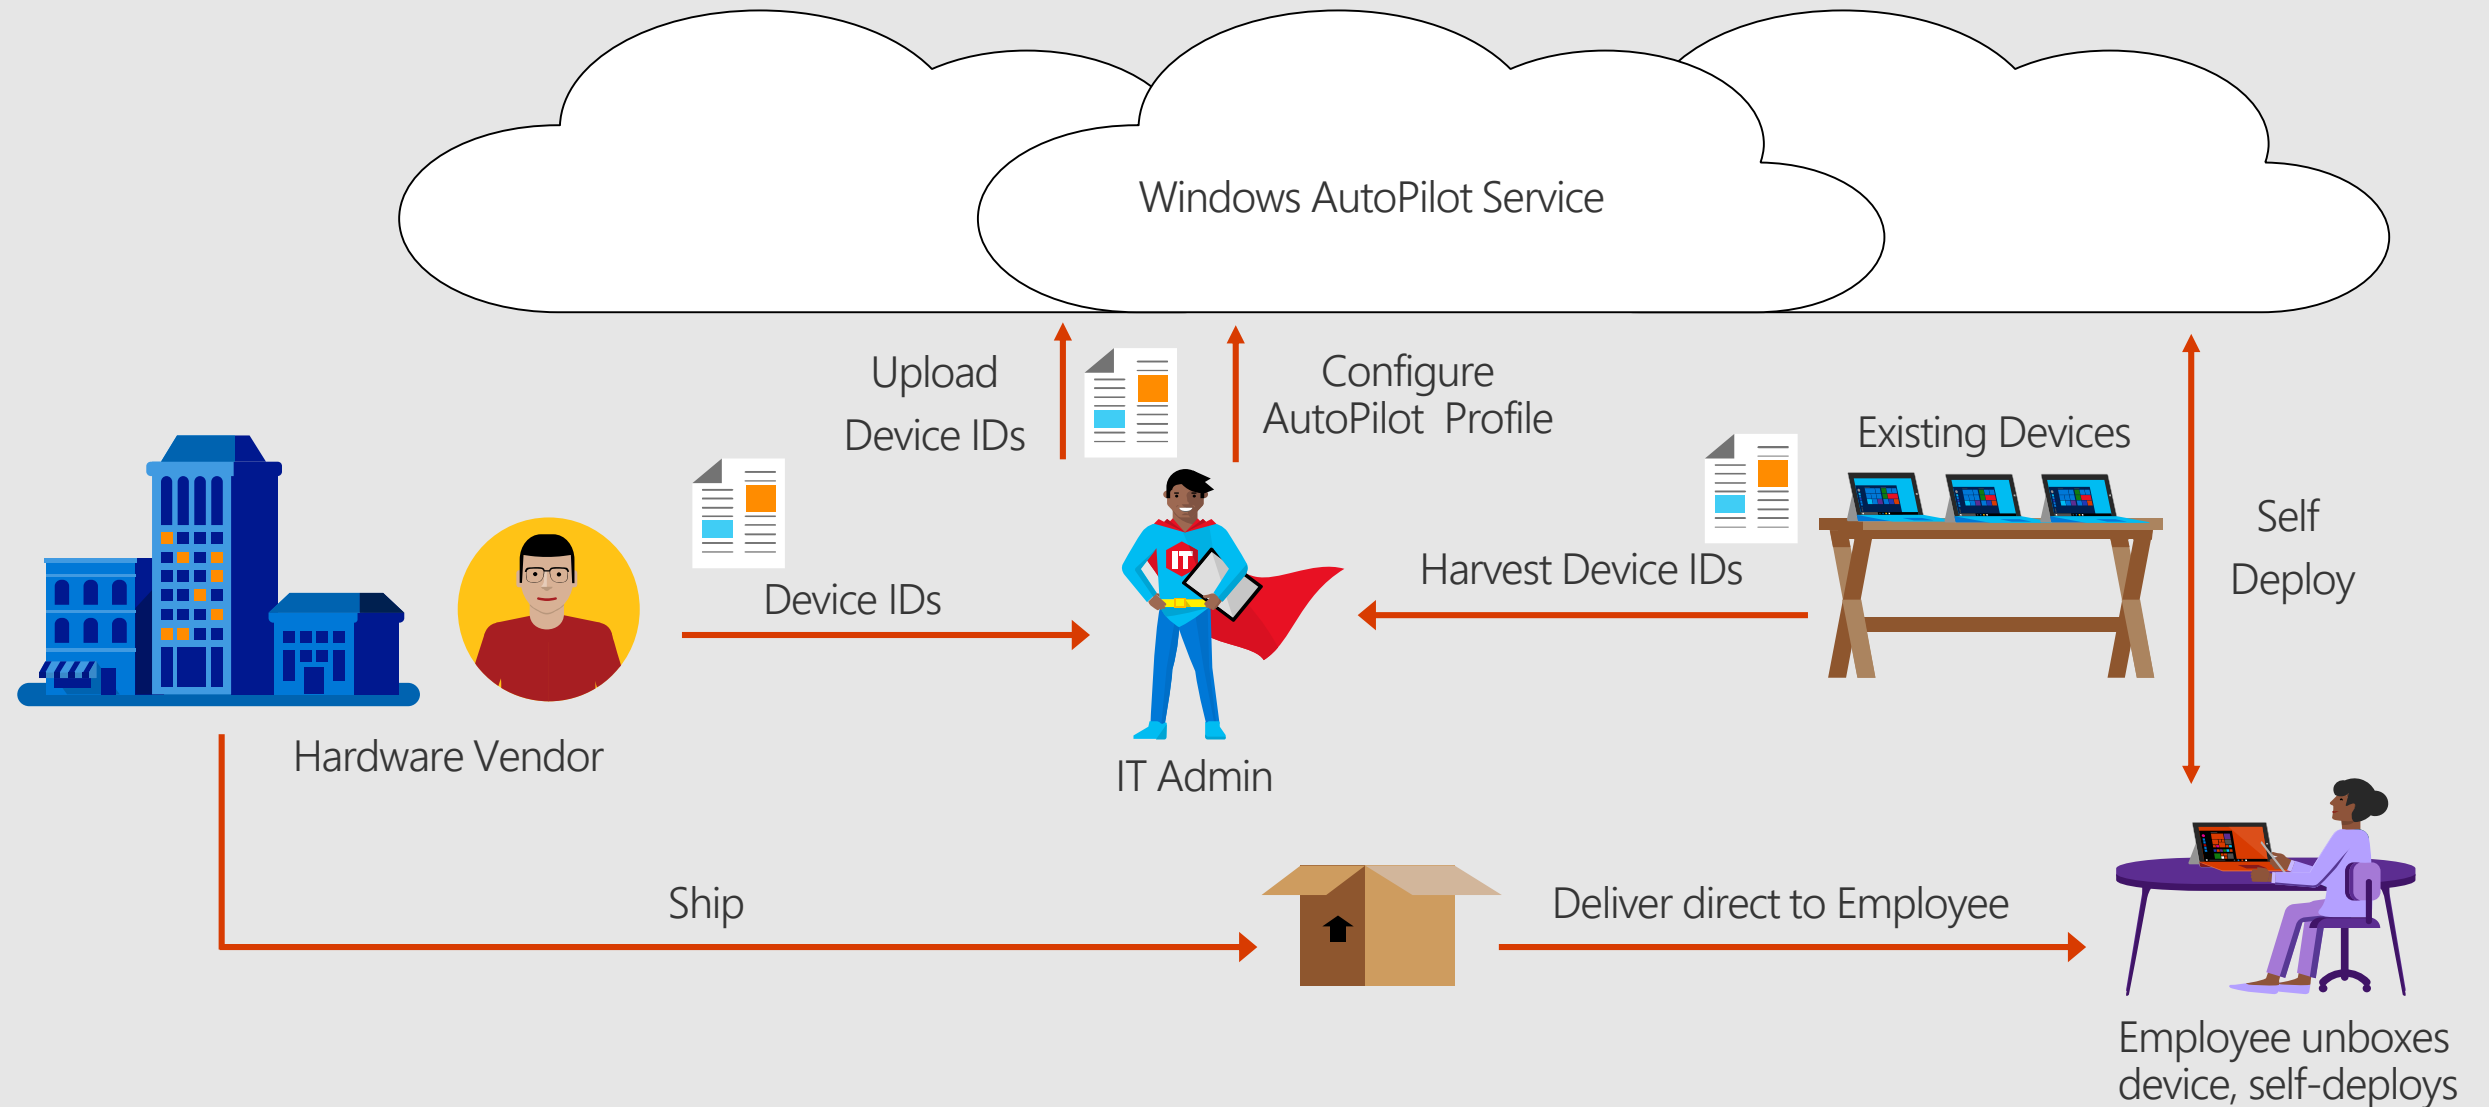 Windows AutoPilot Service
Upload
Device IDs
Configure
AutoPilot Profile
Existing Devices
Self
Deploy
Device IDs
IT
Harvest Device IDs
Hardware Vendor
IT Admin
Ship
Deliver direct to Employee
Employee unboxes
device, self-deploys